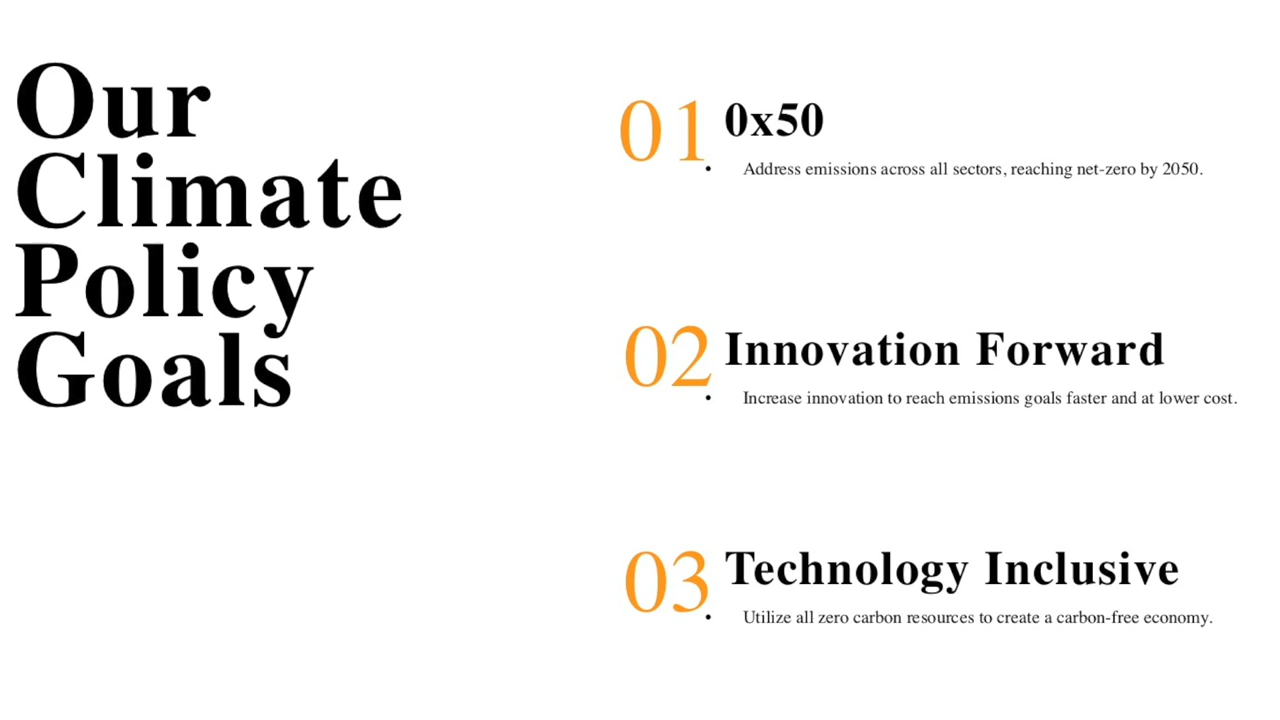 Our
Climate
Policy
Goals
01 0x50
• Address emissions across all sectors, reaching net-zero by 2050.
02 Innovation Forward
• Increase innovation to reach emissions goals faster and at lower cost.
03 Technology Inclusive
• Utilize all zero carbon resources to create a carbon-free economy.